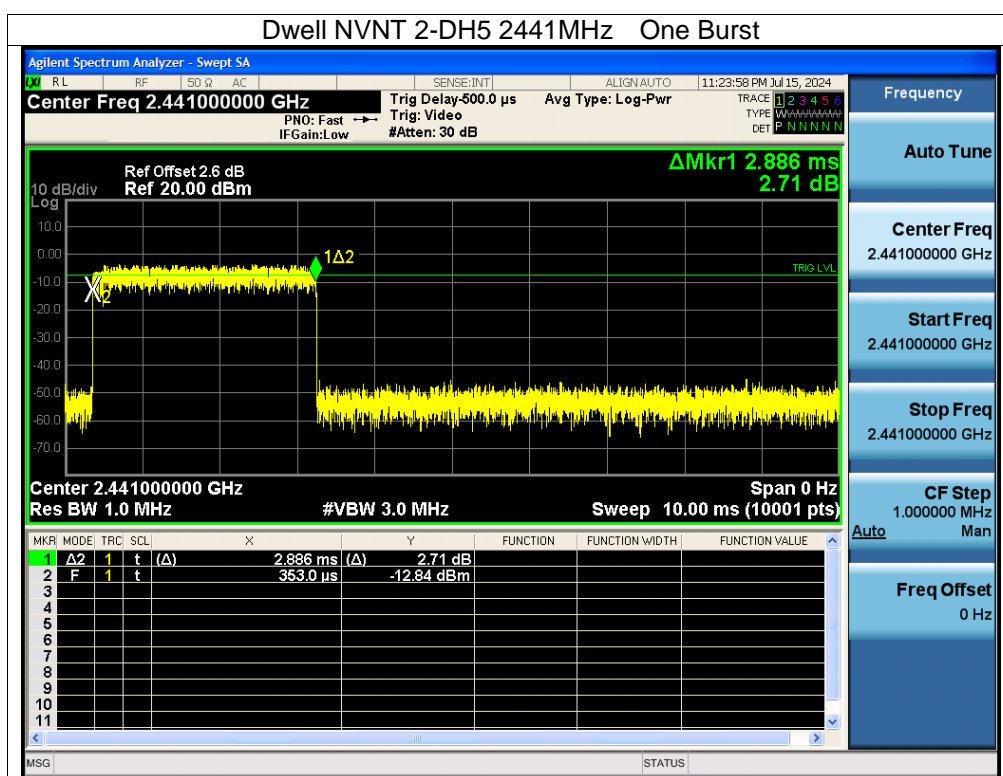 Dwell NVNT 2-DH5 2441MHz One Burst
Agilent Spectrum Analyzer - Swept SA
LXI RL RF 50 Ω AC SENSE:INT ALIGN AUTO 11:23:58 PM Jul 15, 2024
Center Freq 2.441000000 GHz
PNO: Fast
IFGain:Low
Trig Delay-500.0 µs
Trig: Video
#Atten: 30 dB
Avg Type: Log-Pwr
TRACE 1 2 3 4 5 6
TYPE WWWWWWW
DET P N N N N N
Ref Offset 2.6 dB
10 dB/div Ref 20.00 dBm
Log
ΔMkr1 2.886 ms
2.71 dB
10.0
0.00
-10.0
-20.0
-30.0
-40.0
-50.0
-60.0
-70.0
1Δ2
TRIG LVL
2
Center 2.441000000 GHz Span 0 Hz
Res BW 1.0 MHz #VBW 3.0 MHz Sweep 10.00 ms (10001 pts)
MKR MODE TRC SCL X Y FUNCTION FUNCTION WIDTH FUNCTION VALUE
1 Δ2 1 t (Δ) 2.886 ms (Δ) 2.71 dB
2 F 1 t 353.0 µs -12.84 dBm
3
4
5
6
7
8
9
10
11
MSG STATUS
Frequency
Auto Tune
Center Freq
2.441000000 GHz
Start Freq
2.441000000 GHz
Stop Freq
2.441000000 GHz
CF Step
1.000000 MHz
Auto Man
Freq Offset
0 Hz